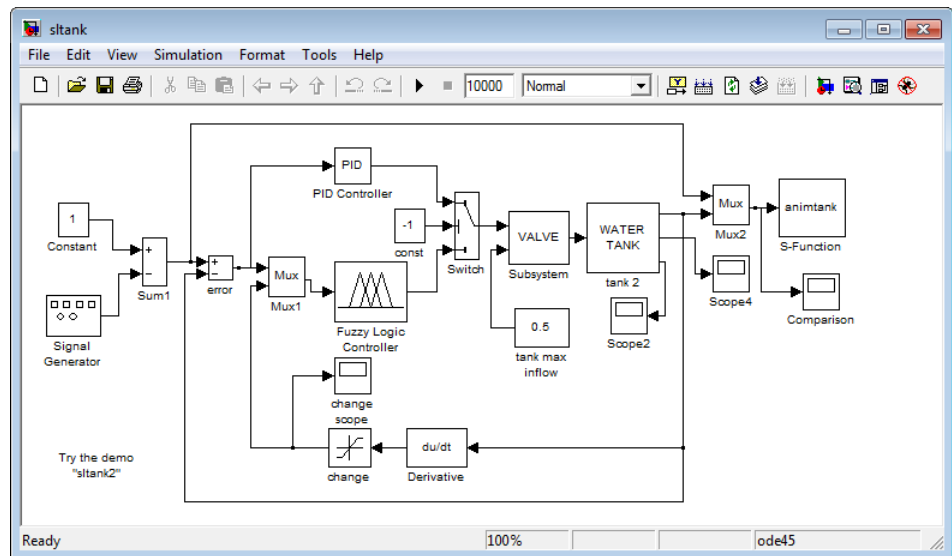 sltank
File Edit View Simulation Format Tools Help
10000 Normal
PID
PID Controller
1
Constant
+
−
Sum1
+
−
error
Mux
Mux1
-1
const
Switch
Fuzzy Logic
Controller
VALVE
Subsystem
WATER
TANK
tank 2
Mux
Mux2
animtank
S-Function
Scope4
Comparison
Scope2
0.5
tank max
inflow
Signal
Generator
change
scope
change
du/dt
Derivative
Try the demo
"sltank2"
Ready 100% ode45